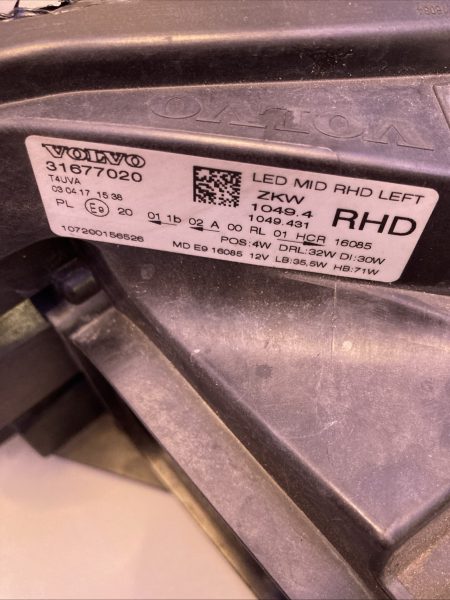 18084
VOLVO
VOLVO
31677020
T4UVA
03 04.17 15:38
PL E9 20 01 1b 02 A 00 RL 01 HCR 16085
107200156526
LED MID RHD LEFT
ZKW
1049.4
1049.431
RHD
POS:4W DRL:32W DI:30W
MD E9 16085 12V LB:35,5W HB:71W